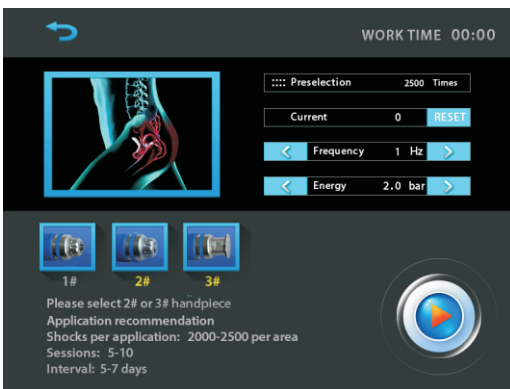 WORK TIME 00:00
:::: Preselection 2500 Times
Current 0 RESET
< Frequency 1 Hz >
< Energy 2.0 bar >
1# 2# 3#
Please select 2# or 3# handpiece
Application recommendation
Shocks per application: 2000-2500 per area
Sessions: 5-10
Interval: 5-7 days